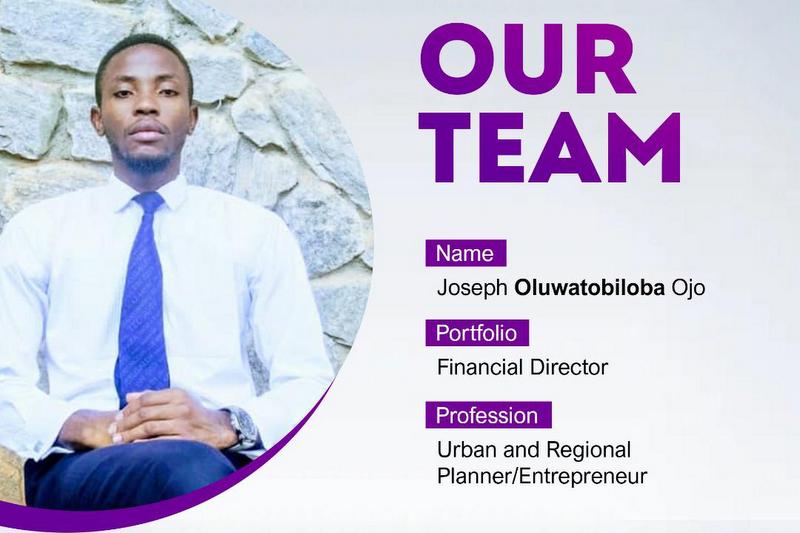 OUR
TEAM
Name
Joseph Oluwatobiloba Ojo
Portfolio
Financial Director
Profession
Urban and Regional
Planner/Entrepreneur